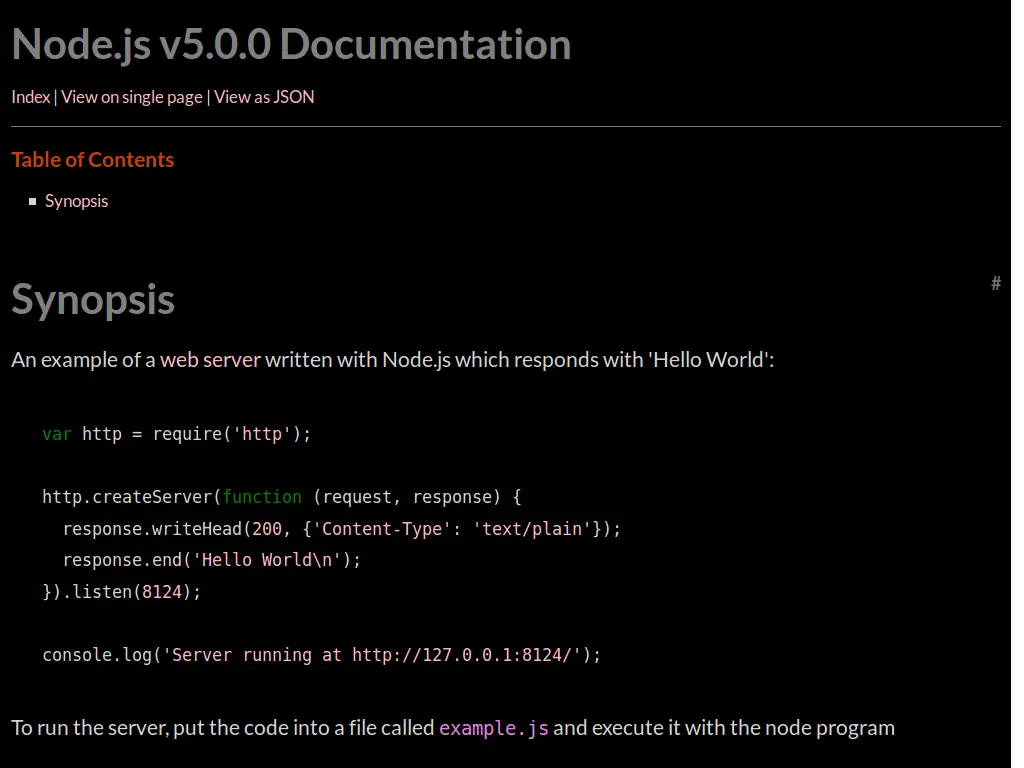 Node.js v5.0.0 Documentation
Index | View on single page | View as JSON
Table of Contents
Synopsis
Synopsis #
An example of a web server written with Node.js which responds with 'Hello World':
var http = require('http');
http.createServer(function (request, response) {
  response.writeHead(200, {'Content-Type': 'text/plain'});
  response.end('Hello World\n');
}).listen(8124);
console.log('Server running at http://127.0.0.1:8124/');
To run the server, put the code into a file called example.js and execute it with the node program